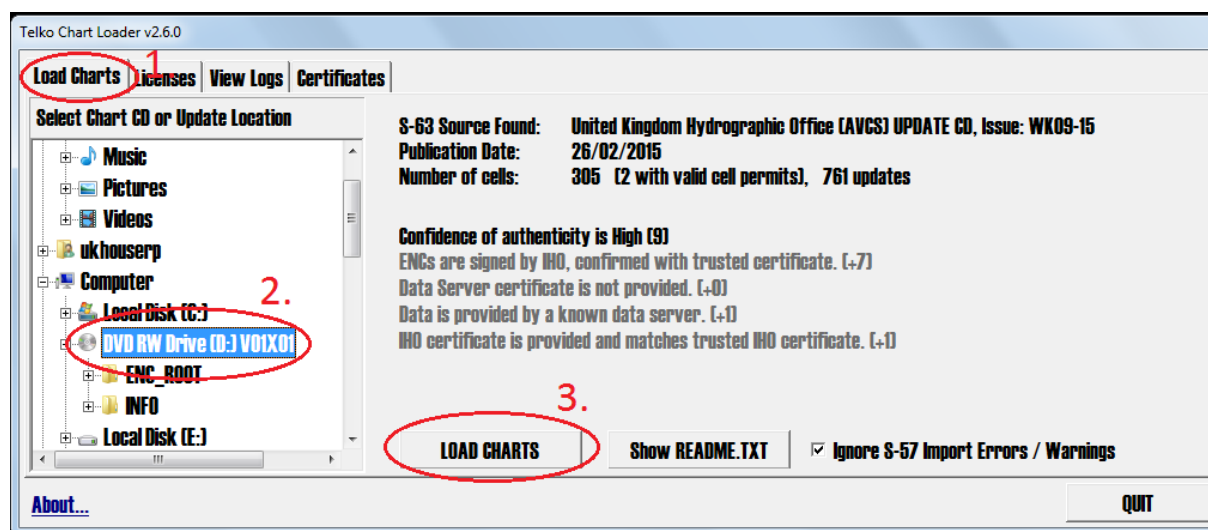 Telko Chart Loader v2.6.0
1
Load Charts Licenses View Logs Certificates
Select Chart CD or Update Location
Music
Pictures
Videos
ukhouserp
Computer
2.
Local Disk (C:)
DVD RW Drive (D:) V01X01
ENC_ROOT
INFO
Local Disk (E:)
S-63 Source Found: United Kingdom Hydrographic Office (AVCS) UPDATE CD, Issue: WK09-15
Publication Date: 26/02/2015
Number of cells: 305 (2 with valid cell permits), 761 updates
Confidence of authenticity is High (9)
ENCs are signed by IHO, confirmed with trusted certificate. (+7)
Data Server certificate is not provided. (+0)
Data is provided by a known data server. (+1)
IHO certificate is provided and matches trusted IHO certificate. (+1)
3.
LOAD CHARTS Show README.TXT Ignore S-57 Import Errors / Warnings
About... QUIT